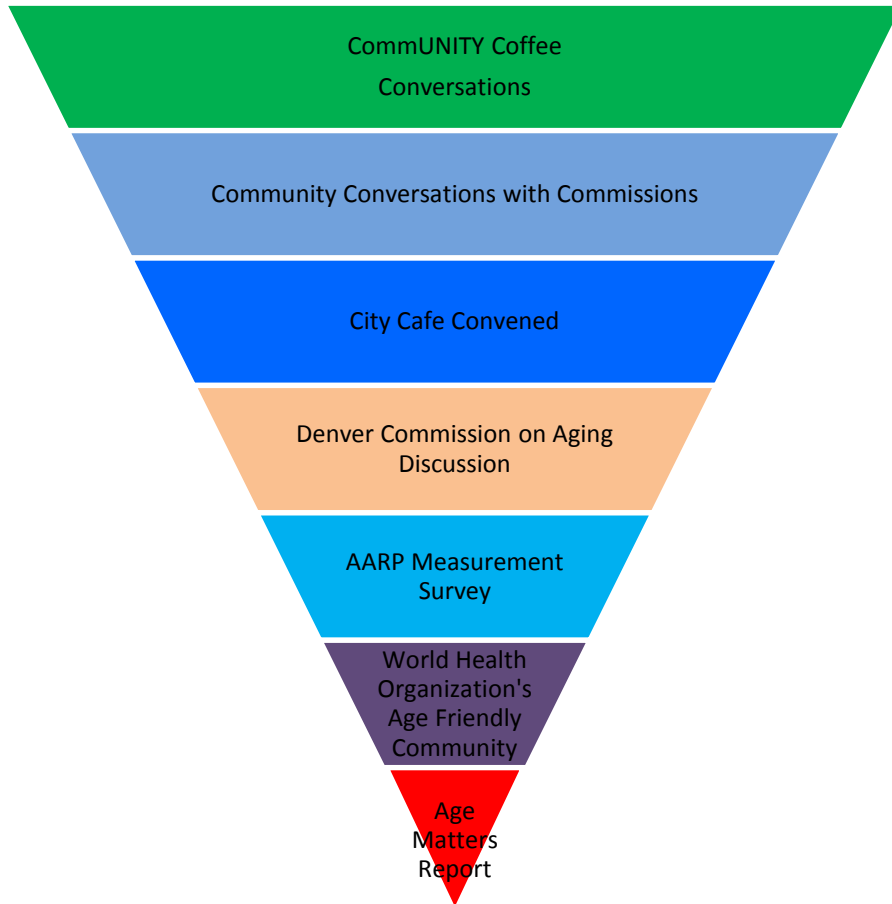 CommUNITY Coffee
Conversations
Community Conversations with Commissions
City Cafe Convened
Denver Commission on Aging
Discussion
AARP Measurement
Survey
World Health
Organization's
Age Friendly
Community
Age
Matters
Report